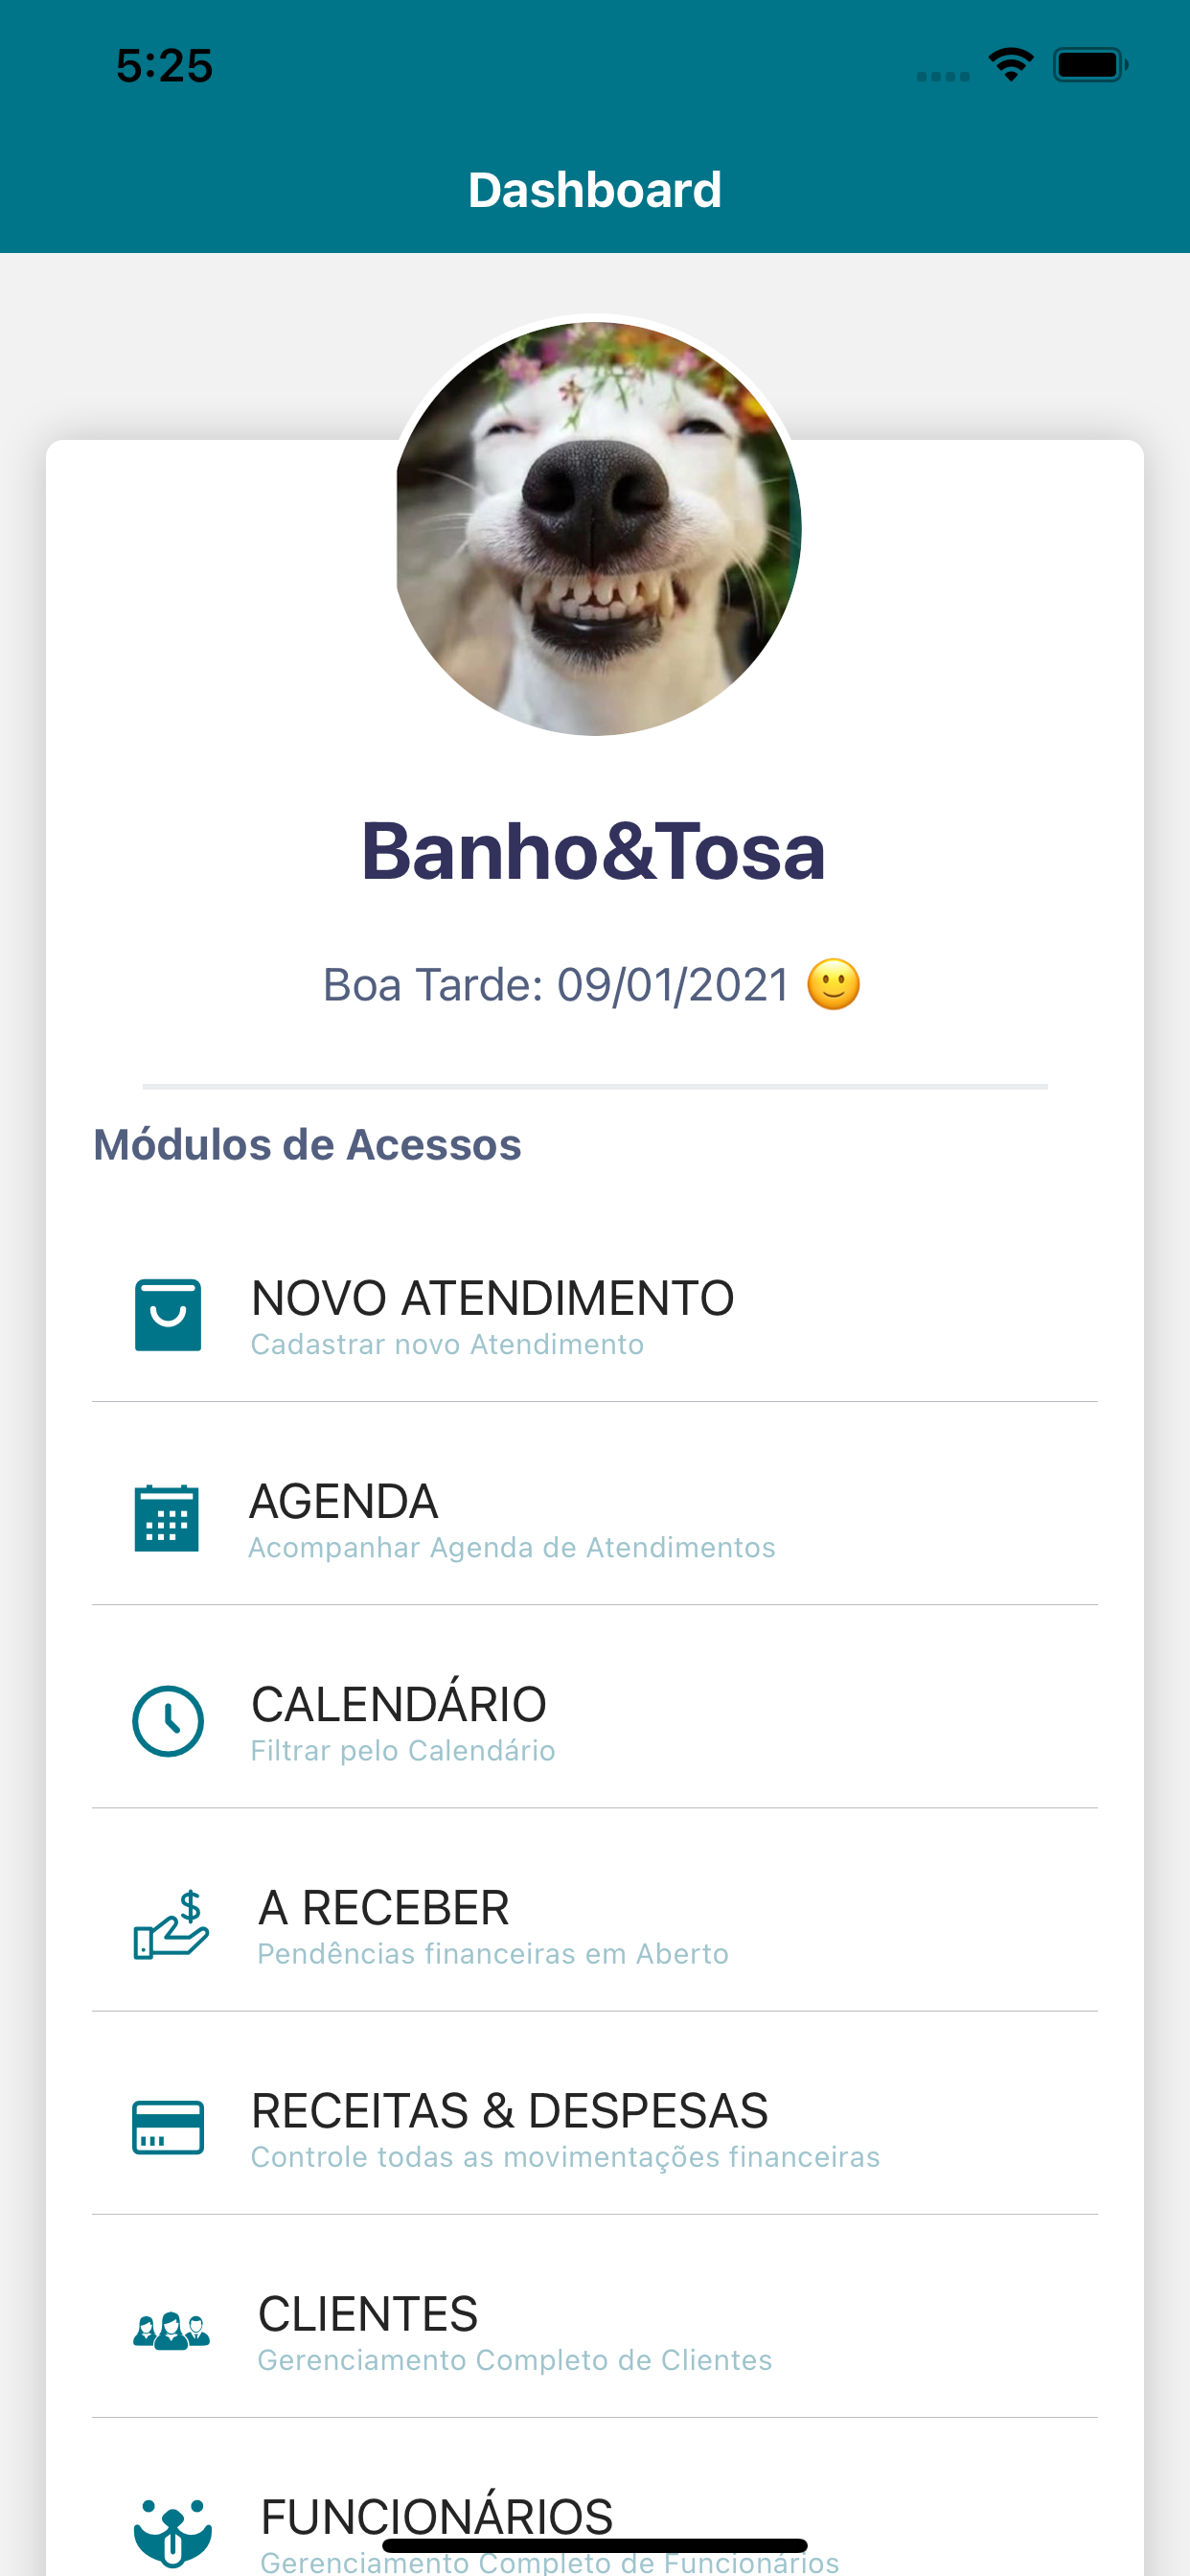 5:25
Dashboard
Banho&Tosa
Boa Tarde: 09/01/2021 🙂
Módulos de Acessos
NOVO ATENDIMENTO
Cadastrar novo Atendimento
AGENDA
Acompanhar Agenda de Atendimentos
CALENDÁRIO
Filtrar pelo Calendário
A RECEBER
Pendências financeiras em Aberto
RECEITAS & DESPESAS
Controle todas as movimentações financeiras
CLIENTES
Gerenciamento Completo de Clientes
FUNCIONÁRIOS
Gerenciamento Completo de Funcionários